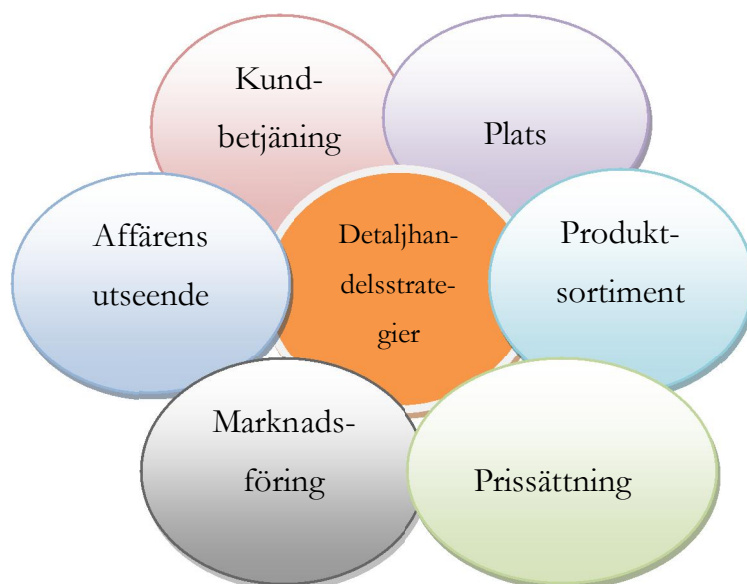 Kund-
betjäning
Plats
Affärens
utseende
Detaljhan-
delsstrate-
gier
Produkt-
sortiment
Marknads-
föring
Prissättning